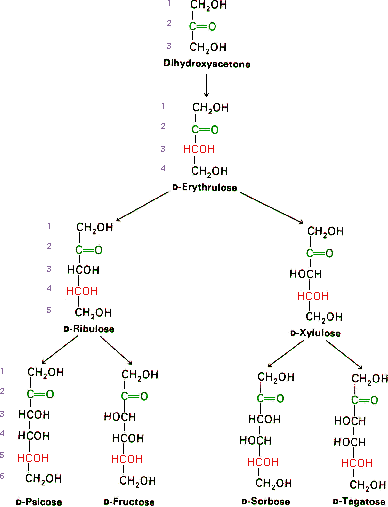 1 CH₂OH
2 C=O
3 CH₂OH
Dihydroxyacetone
1 CH₂OH
2 C=O
3 HCOH
4 CH₂OH
D-Erythrulose
1 CH₂OH CH₂OH
2 C=O C=O
3 HCOH HOCH
4 HCOH HCOH
5 CH₂OH CH₂OH
D-Ribulose D-Xylulose
1 CH₂OH CH₂OH CH₂OH CH₂OH
2 C=O C=O C=O C=O
3 HCOH HOCH HCOH HOCH
4 HCOH HCOH HOCH HOCH
5 HCOH HCOH HCOH HCOH
6 CH₂OH CH₂OH CH₂OH CH₂OH
D-Psicose D-Fructose D-Sorbose D-Tagatose